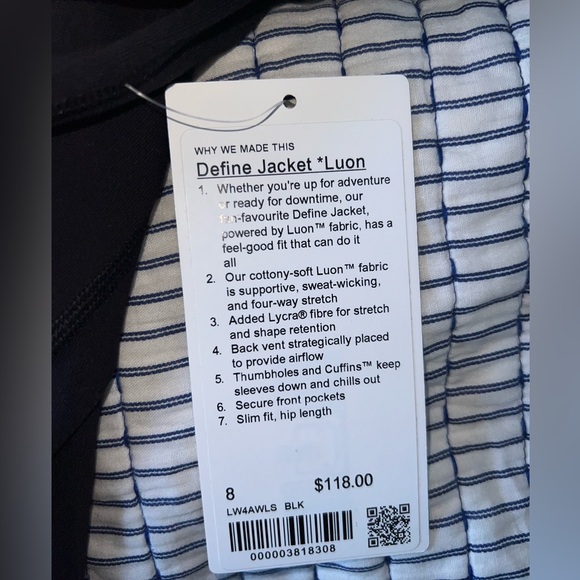 WHY WE MADE THIS
Define Jacket *Luon
1. Whether you're up for adventure
or ready for downtime, our
fan-favourite Define Jacket,
powered by Luon™ fabric, has a
feel-good fit that can do it
all
2. Our cottony-soft Luon™ fabric
is supportive, sweat-wicking,
and four-way stretch
3. Added Lycra® fibre for stretch
and shape retention
4. Back vent strategically placed
to provide airflow
5. Thumbholes and Cuffins™ keep
sleeves down and chills out
6. Secure front pockets
7. Slim fit, hip length
8 $118.00
LW4AWLS BLK
000003818308